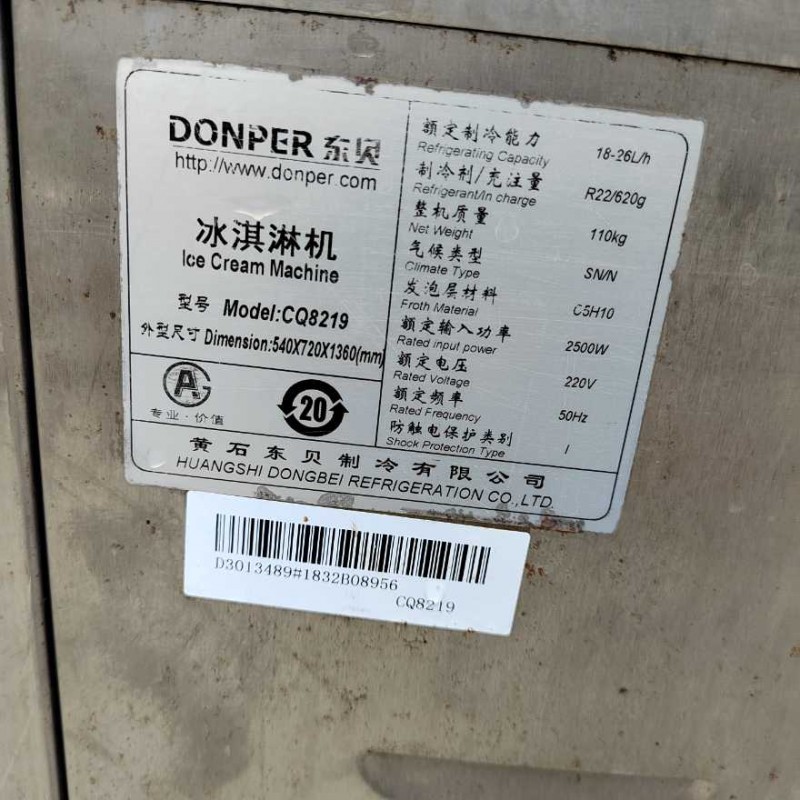 DONPER 东贝
http://www.donper.com
冰淇淋机
Ice Cream Machine
型号 Model:CQ8219
外型尺寸 Dimension:540X720X1360(mm)
专业·价值
20
额定制冷能力
Refrigerating Capacity 18-26L/h
制冷剂/充注量
Refrigerant/In charge R22/620g
整机质量
Net Weight 110kg
气候类型
Climate Type SN/N
发泡层材料
Froth Material C5H10
额定输入功率
Rated input power 2500W
额定电压
Rated Voltage 220V
额定频率
Rated Frequency 50Hz
防触电保护类别
Shock Protection Type I
黄石东贝制冷有限公司
HUANGSHI DONGBEI REFRIGERATION CO.,LTD
D3013489#1832B08956
CQ8219